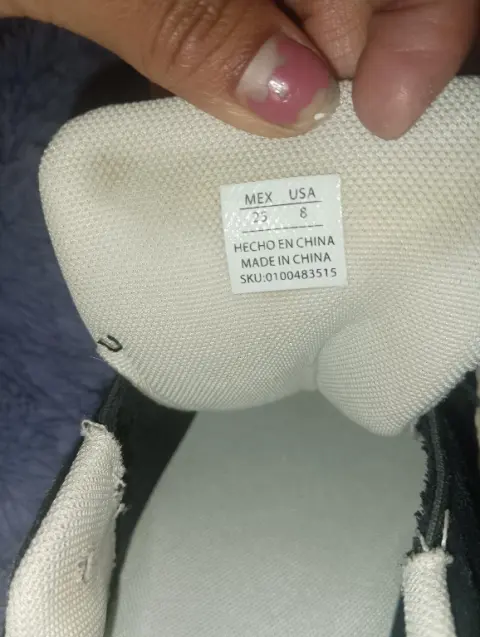 MEX USA
25 8
HECHO EN CHINA
MADE IN CHINA
SKU:0100483515